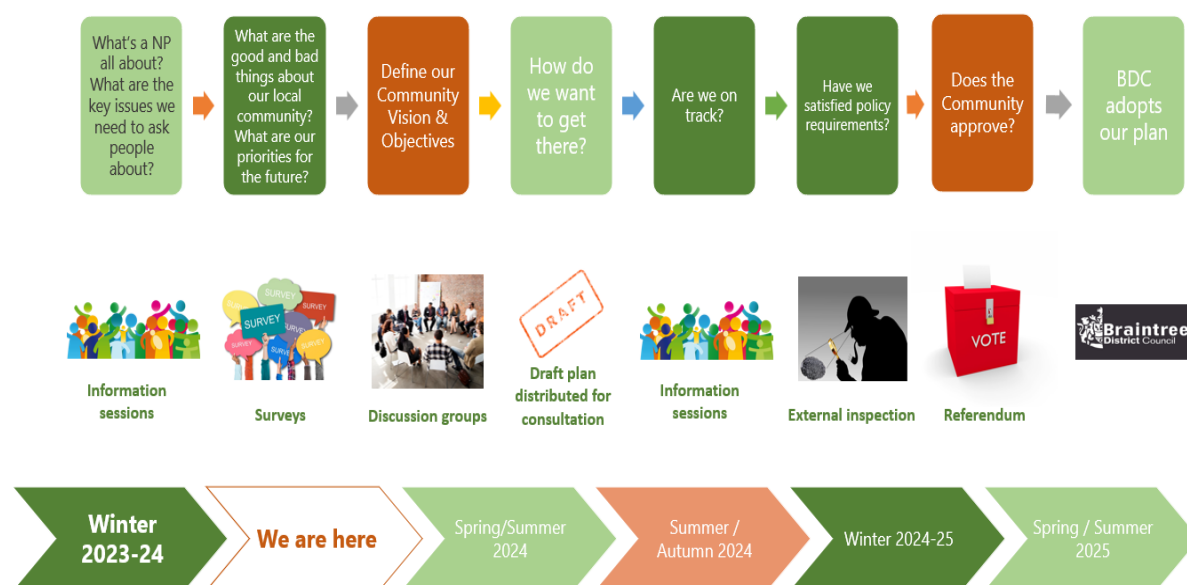 What's a NP
all about?
What are the
key issues we
need to ask
people
about?
What are the
good and bad
things about
our local
community?
What are our
priorities for
the future?
Define our
Community
Vision &
Objectives
How do
we want
to get
there?
Are we on
track?
Have we
satisfied policy
requirements?
Does the
Community
approve?
BDC
adopts
our plan
SURVEY
SURVEY
SURVEY
SURVEY
SURVEY
SURVEY
SURVEY
DRAFT
VOTE
Braintree
District Council
Information
sessions
Surveys
Discussion groups
Draft plan
distributed for
consultation
Information
sessions
External inspection
Referendum
Winter
2023-24
We are here
Spring/Summer
2024
Summer /
Autumn 2024
Winter 2024-25
Spring / Summer
2025